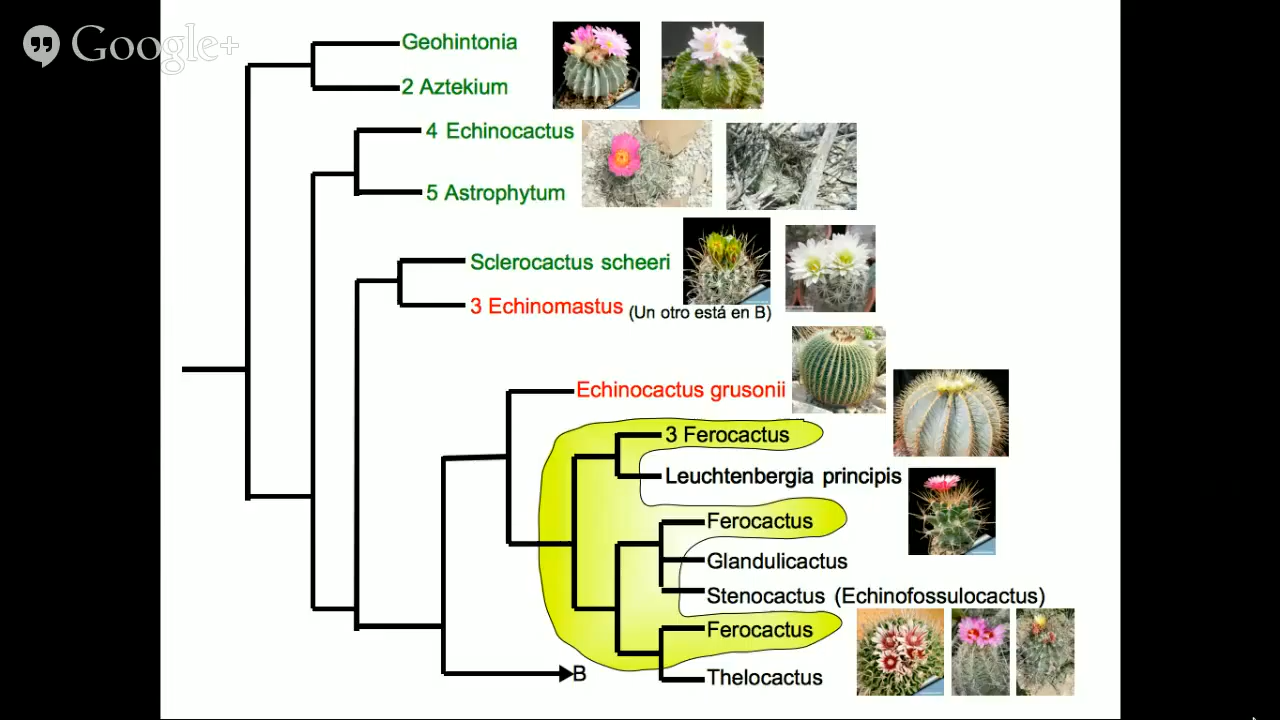 Google+
Geohintonia
2 Aztekium
4 Echinocactus
5 Astrophytum
Sclerocactus scheeri
3 Echinomastus (Un otro está en B)
Echinocactus grusonii
3 Ferocactus
Leuchtenbergia principis
Ferocactus
Glandulicactus
Stenocactus (Echinofossulocactus)
Ferocactus
B
Thelocactus